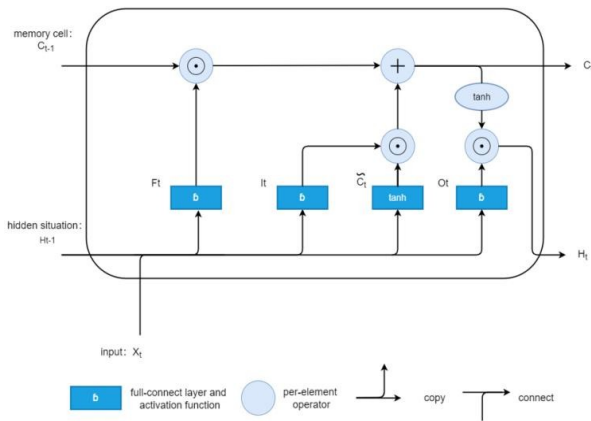 memory cell:
Ct-1
C
tanh
Ft
It
C̃t
Ot
б
б
tanh
б
hidden situation:
Ht-1
Ht
input: Xt
б
full-connect layer and
activation function
per-element
operator
copy
connect